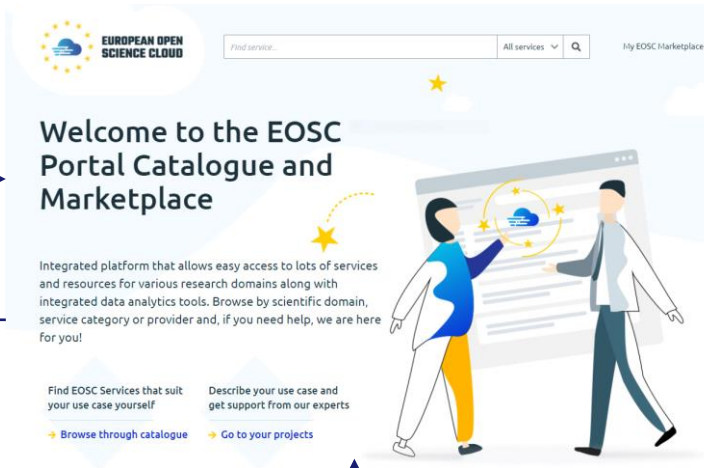 EUROPEAN OPEN
SCIENCE CLOUD
Find service...
All services
My EOSC Marketplace
Welcome to the EOSC
Portal Catalogue and
Marketplace
Integrated platform that allows easy access to lots of services
and resources for various research domains along with
integrated data analytics tools. Browse by scientific domain,
service category or provider and, if you need help, we are here
for you!
Find EOSC Services that suit
your use case yourself
→ Browse through catalogue
Describe your use case and
get support from our experts
→ Go to your projects